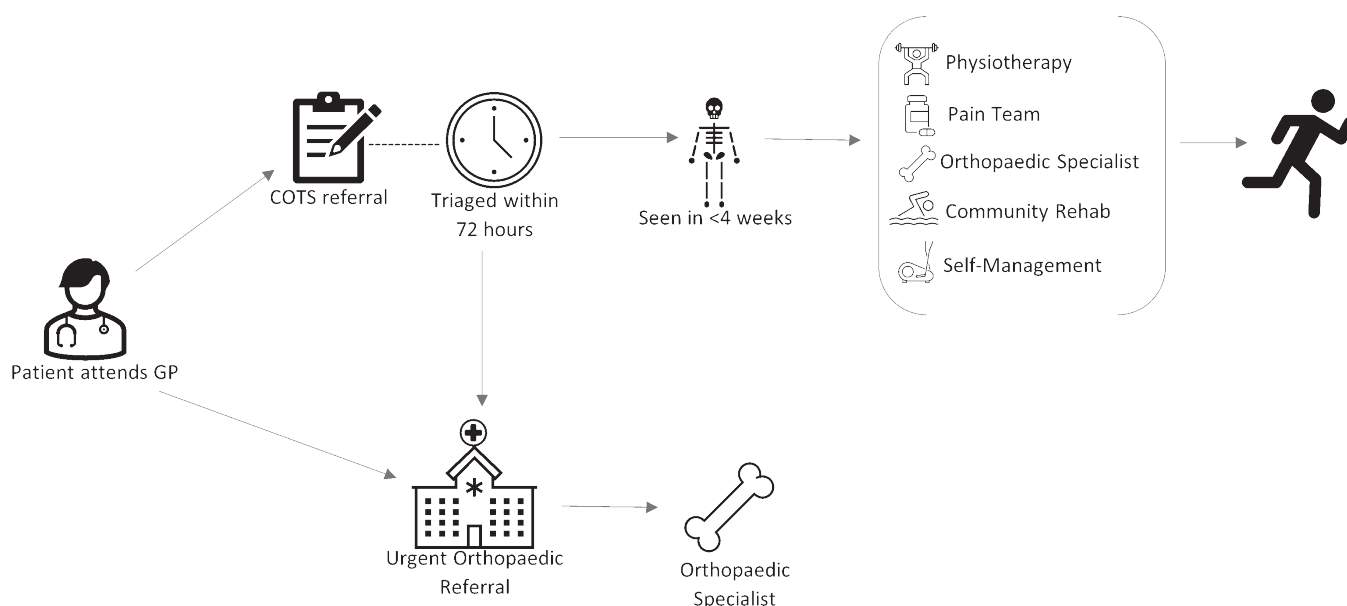 Physiotherapy
Pain Team
Orthopaedic Specialist
Community Rehab
Self-Management
COTS referral
Triaged within
72 hours
Seen in <4 weeks
Patient attends GP
Urgent Orthopaedic
Referral
Orthopaedic
Specialist